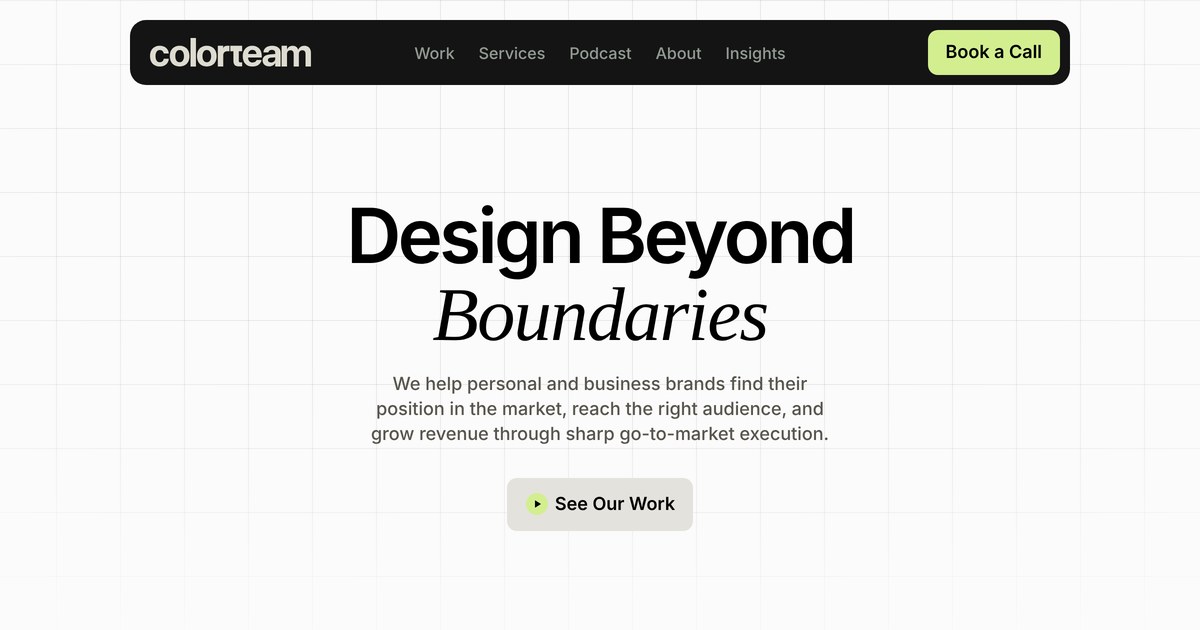 colorteam
Work Services Podcast About Insights
Book a Call
Design Beyond
Boundaries
We help personal and business brands find their
position in the market, reach the right audience, and
grow revenue through sharp go-to-market execution.
See Our Work